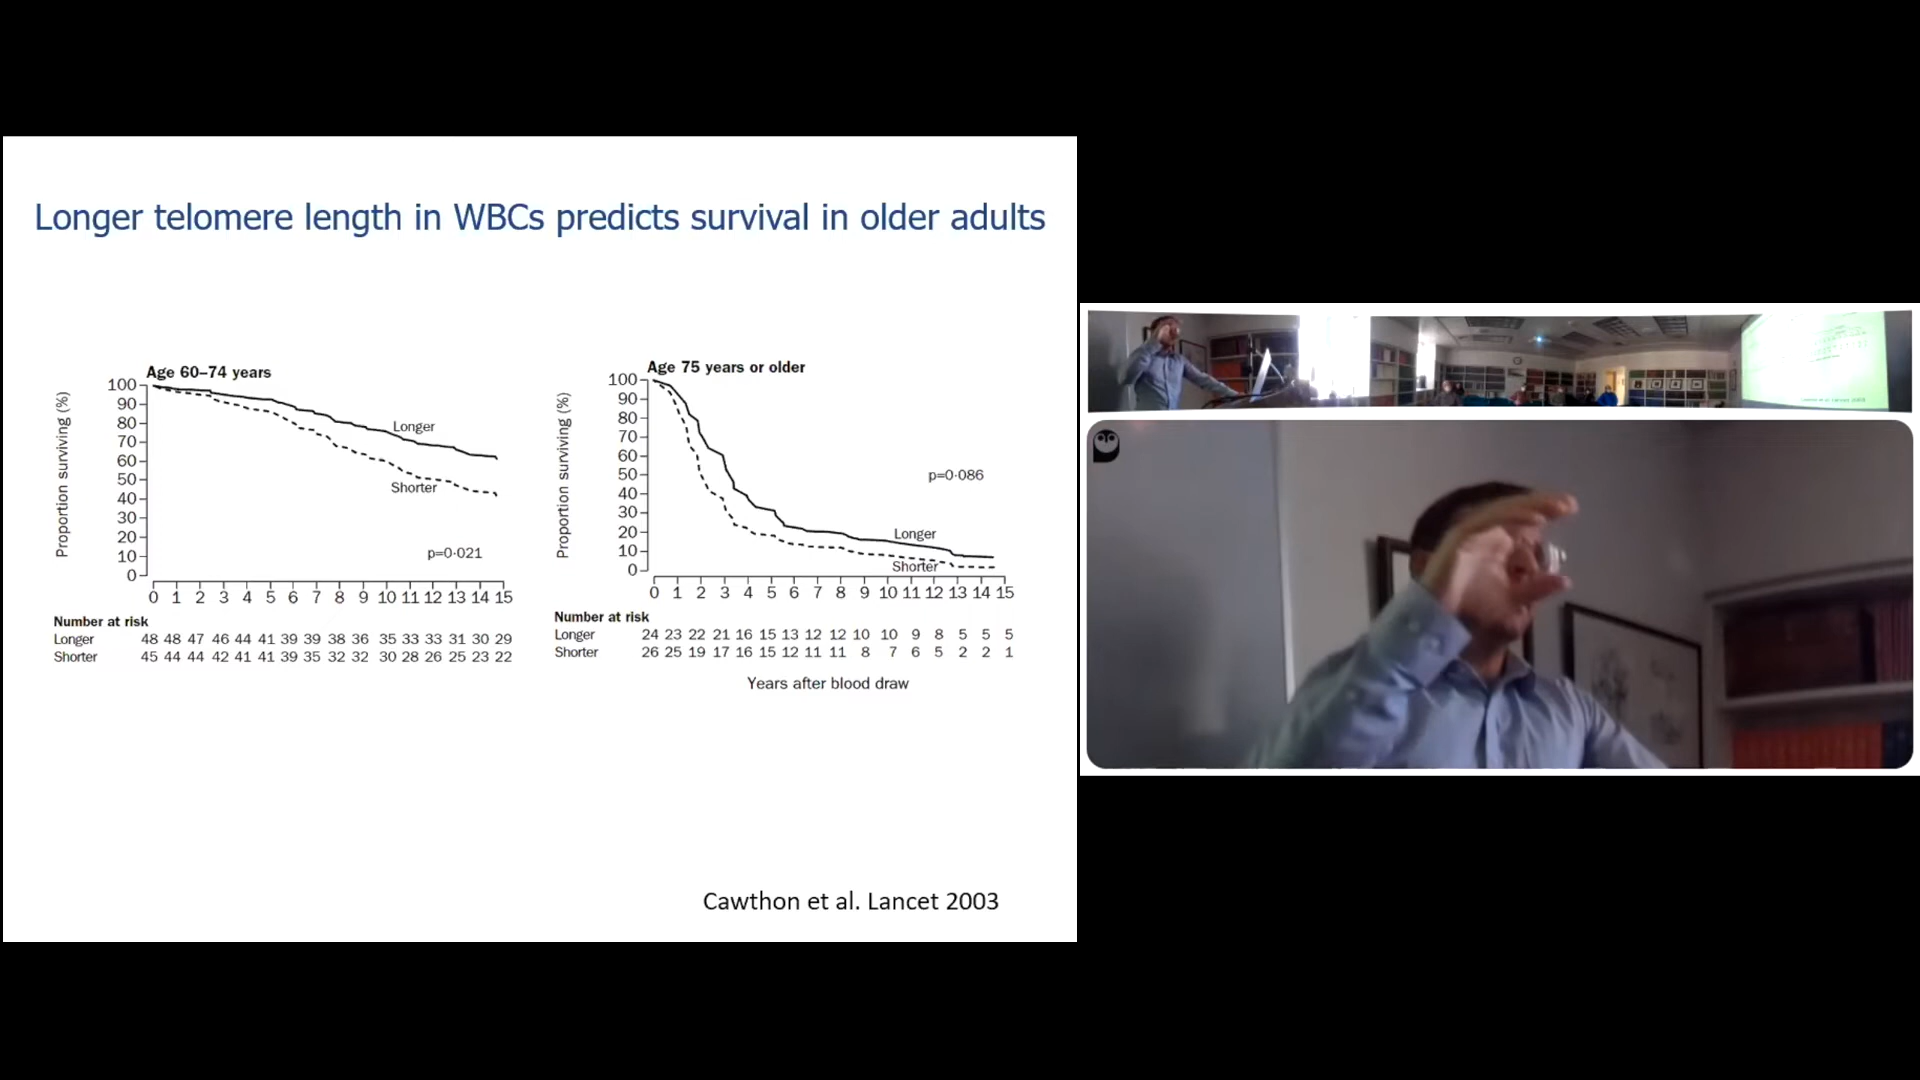 Longer telomere length in WBCs predicts survival in older adults
Age 60–74 years
Proportion surviving (%)
100
90
80
70
60
50
40
30
20
10
0
Longer
Shorter
p=0·021
0 1 2 3 4 5 6 7 8 9 10 11 12 13 14 15
Number at risk
Longer 48 48 47 46 44 41 39 39 38 36 35 33 33 31 30 29
Shorter 45 44 44 42 41 41 39 35 32 32 30 28 26 25 23 22
Age 75 years or older
Proportion surviving (%)
100
90
80
70
60
50
40
30
20
10
0
p=0·086
Longer
Shorter
0 1 2 3 4 5 6 7 8 9 10 11 12 13 14 15
Number at risk
Longer 24 23 22 21 16 15 13 12 12 10 10 9 8 5 5 5
Shorter 26 25 19 17 16 15 12 11 11 8 7 6 5 2 2 1
Years after blood draw
Cawthon et al. Lancet 2003